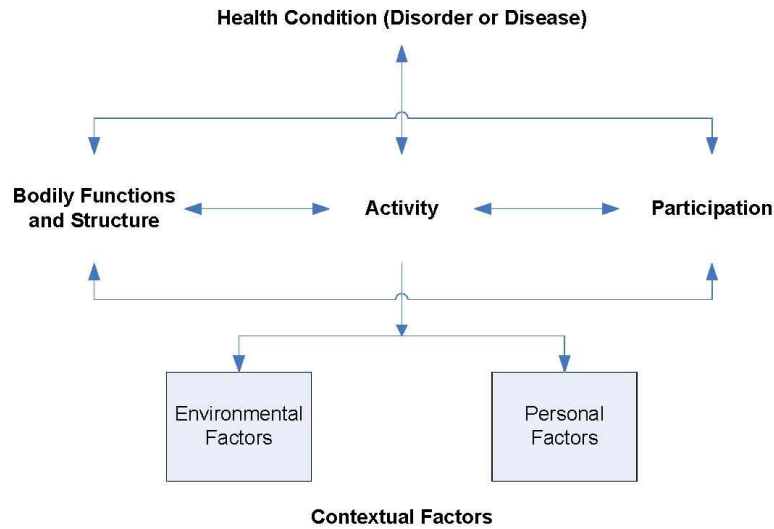 Health Condition (Disorder or Disease)
Bodily Functions
and Structure
Activity
Participation
Environmental
Factors
Personal
Factors
Contextual Factors